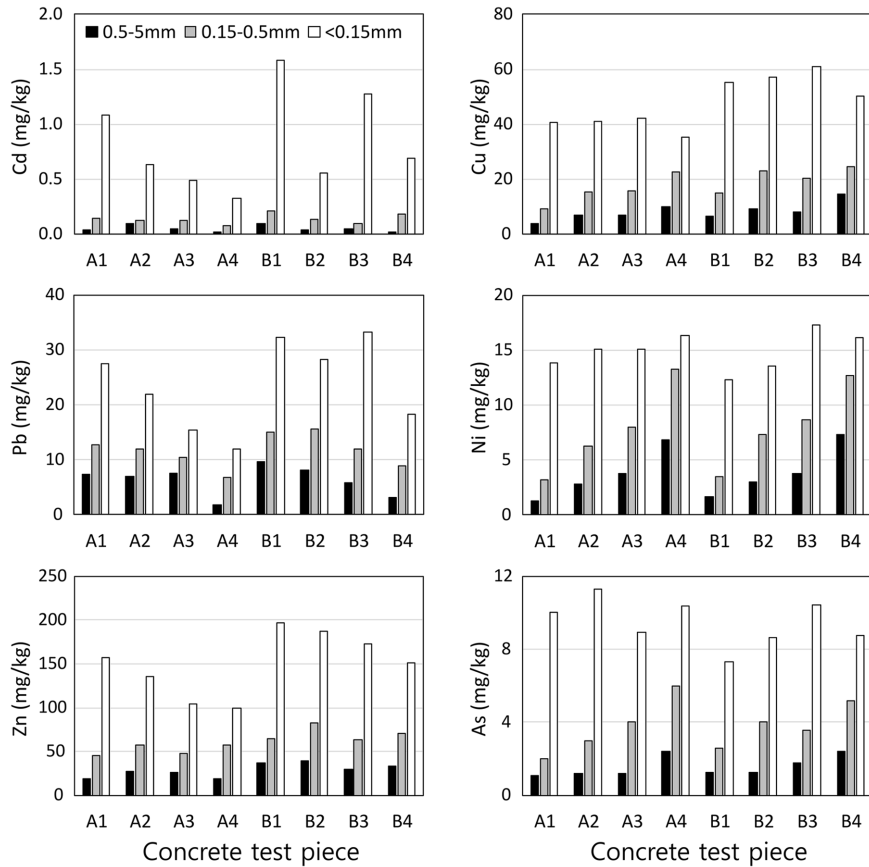 2.0
1.5
1.0
0.5
0.0
Cd (mg/kg)
0.5-5mm 0.15-0.5mm <0.15mm
A1 A2 A3 A4 B1 B2 B3 B4
80
60
40
20
0
Cu (mg/kg)
A1 A2 A3 A4 B1 B2 B3 B4
40
30
20
10
0
Pb (mg/kg)
A1 A2 A3 A4 B1 B2 B3 B4
20
15
10
5
0
Ni (mg/kg)
A1 A2 A3 A4 B1 B2 B3 B4
250
200
150
100
50
0
Zn (mg/kg)
A1 A2 A3 A4 B1 B2 B3 B4
Concrete test piece
12
8
4
0
As (mg/kg)
A1 A2 A3 A4 B1 B2 B3 B4
Concrete test piece